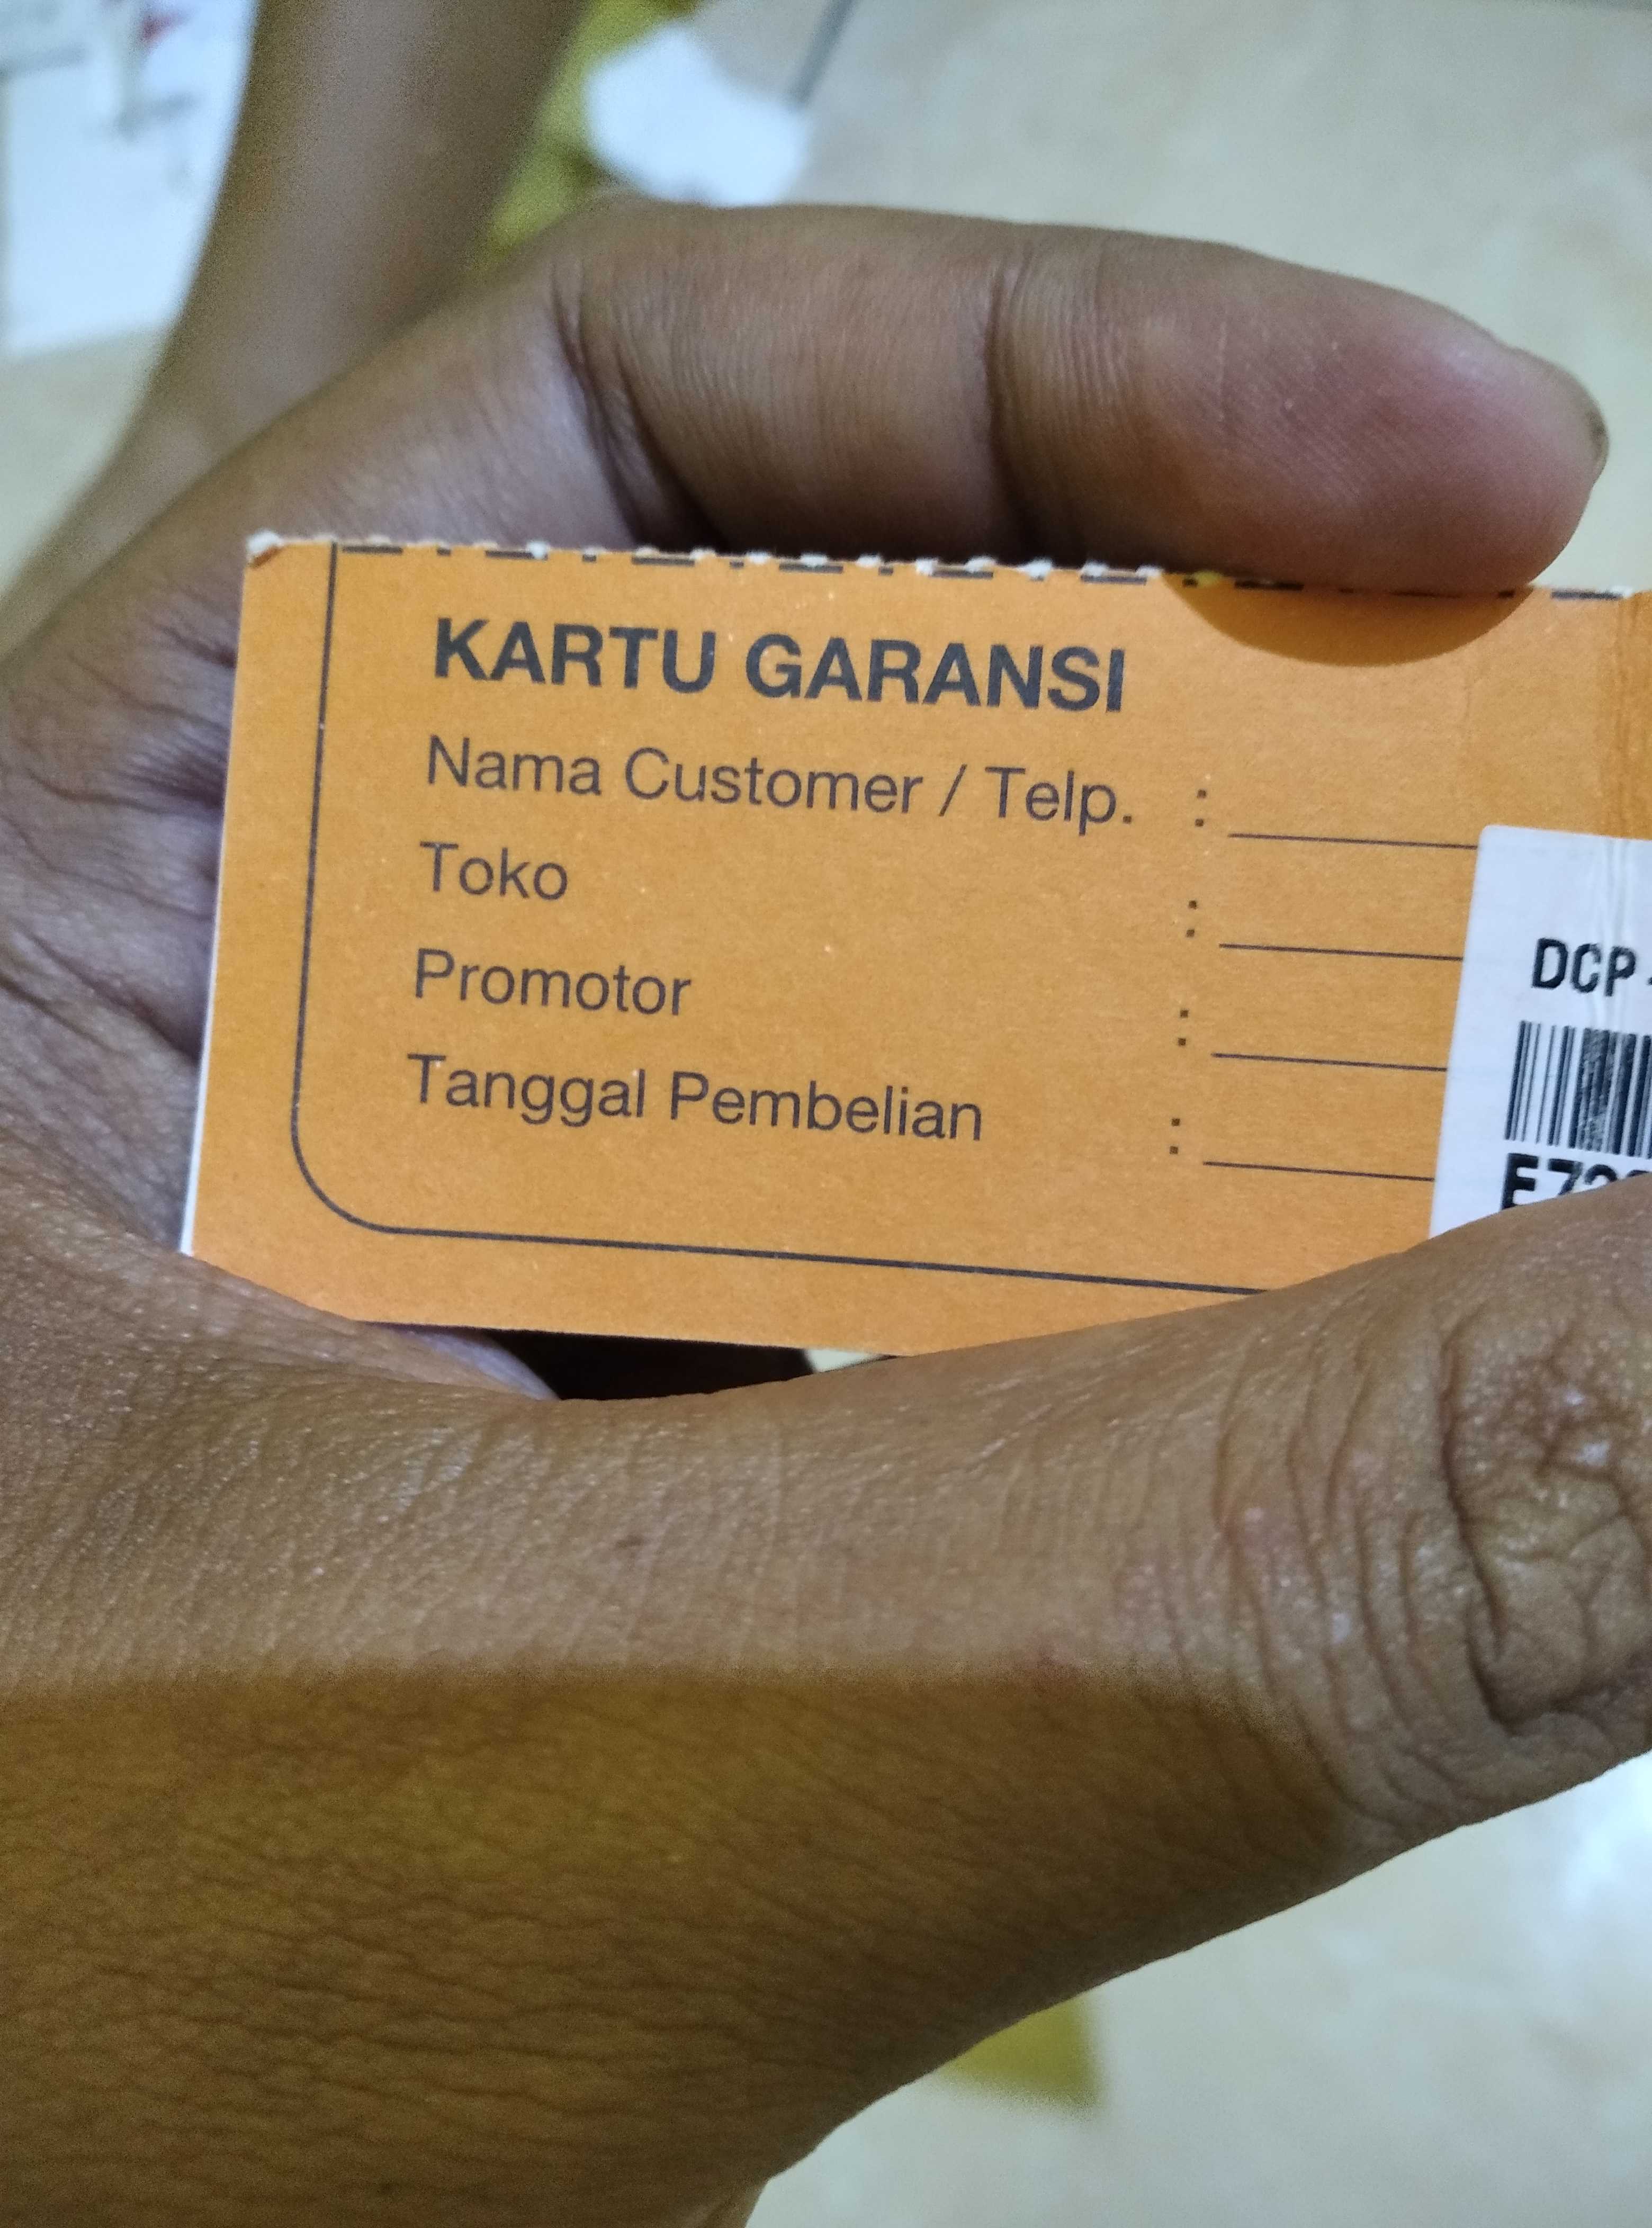 KARTU GARANSI
Nama Customer / Telp. :
Toko :
Promotor :
Tanggal Pembelian :
DCP-